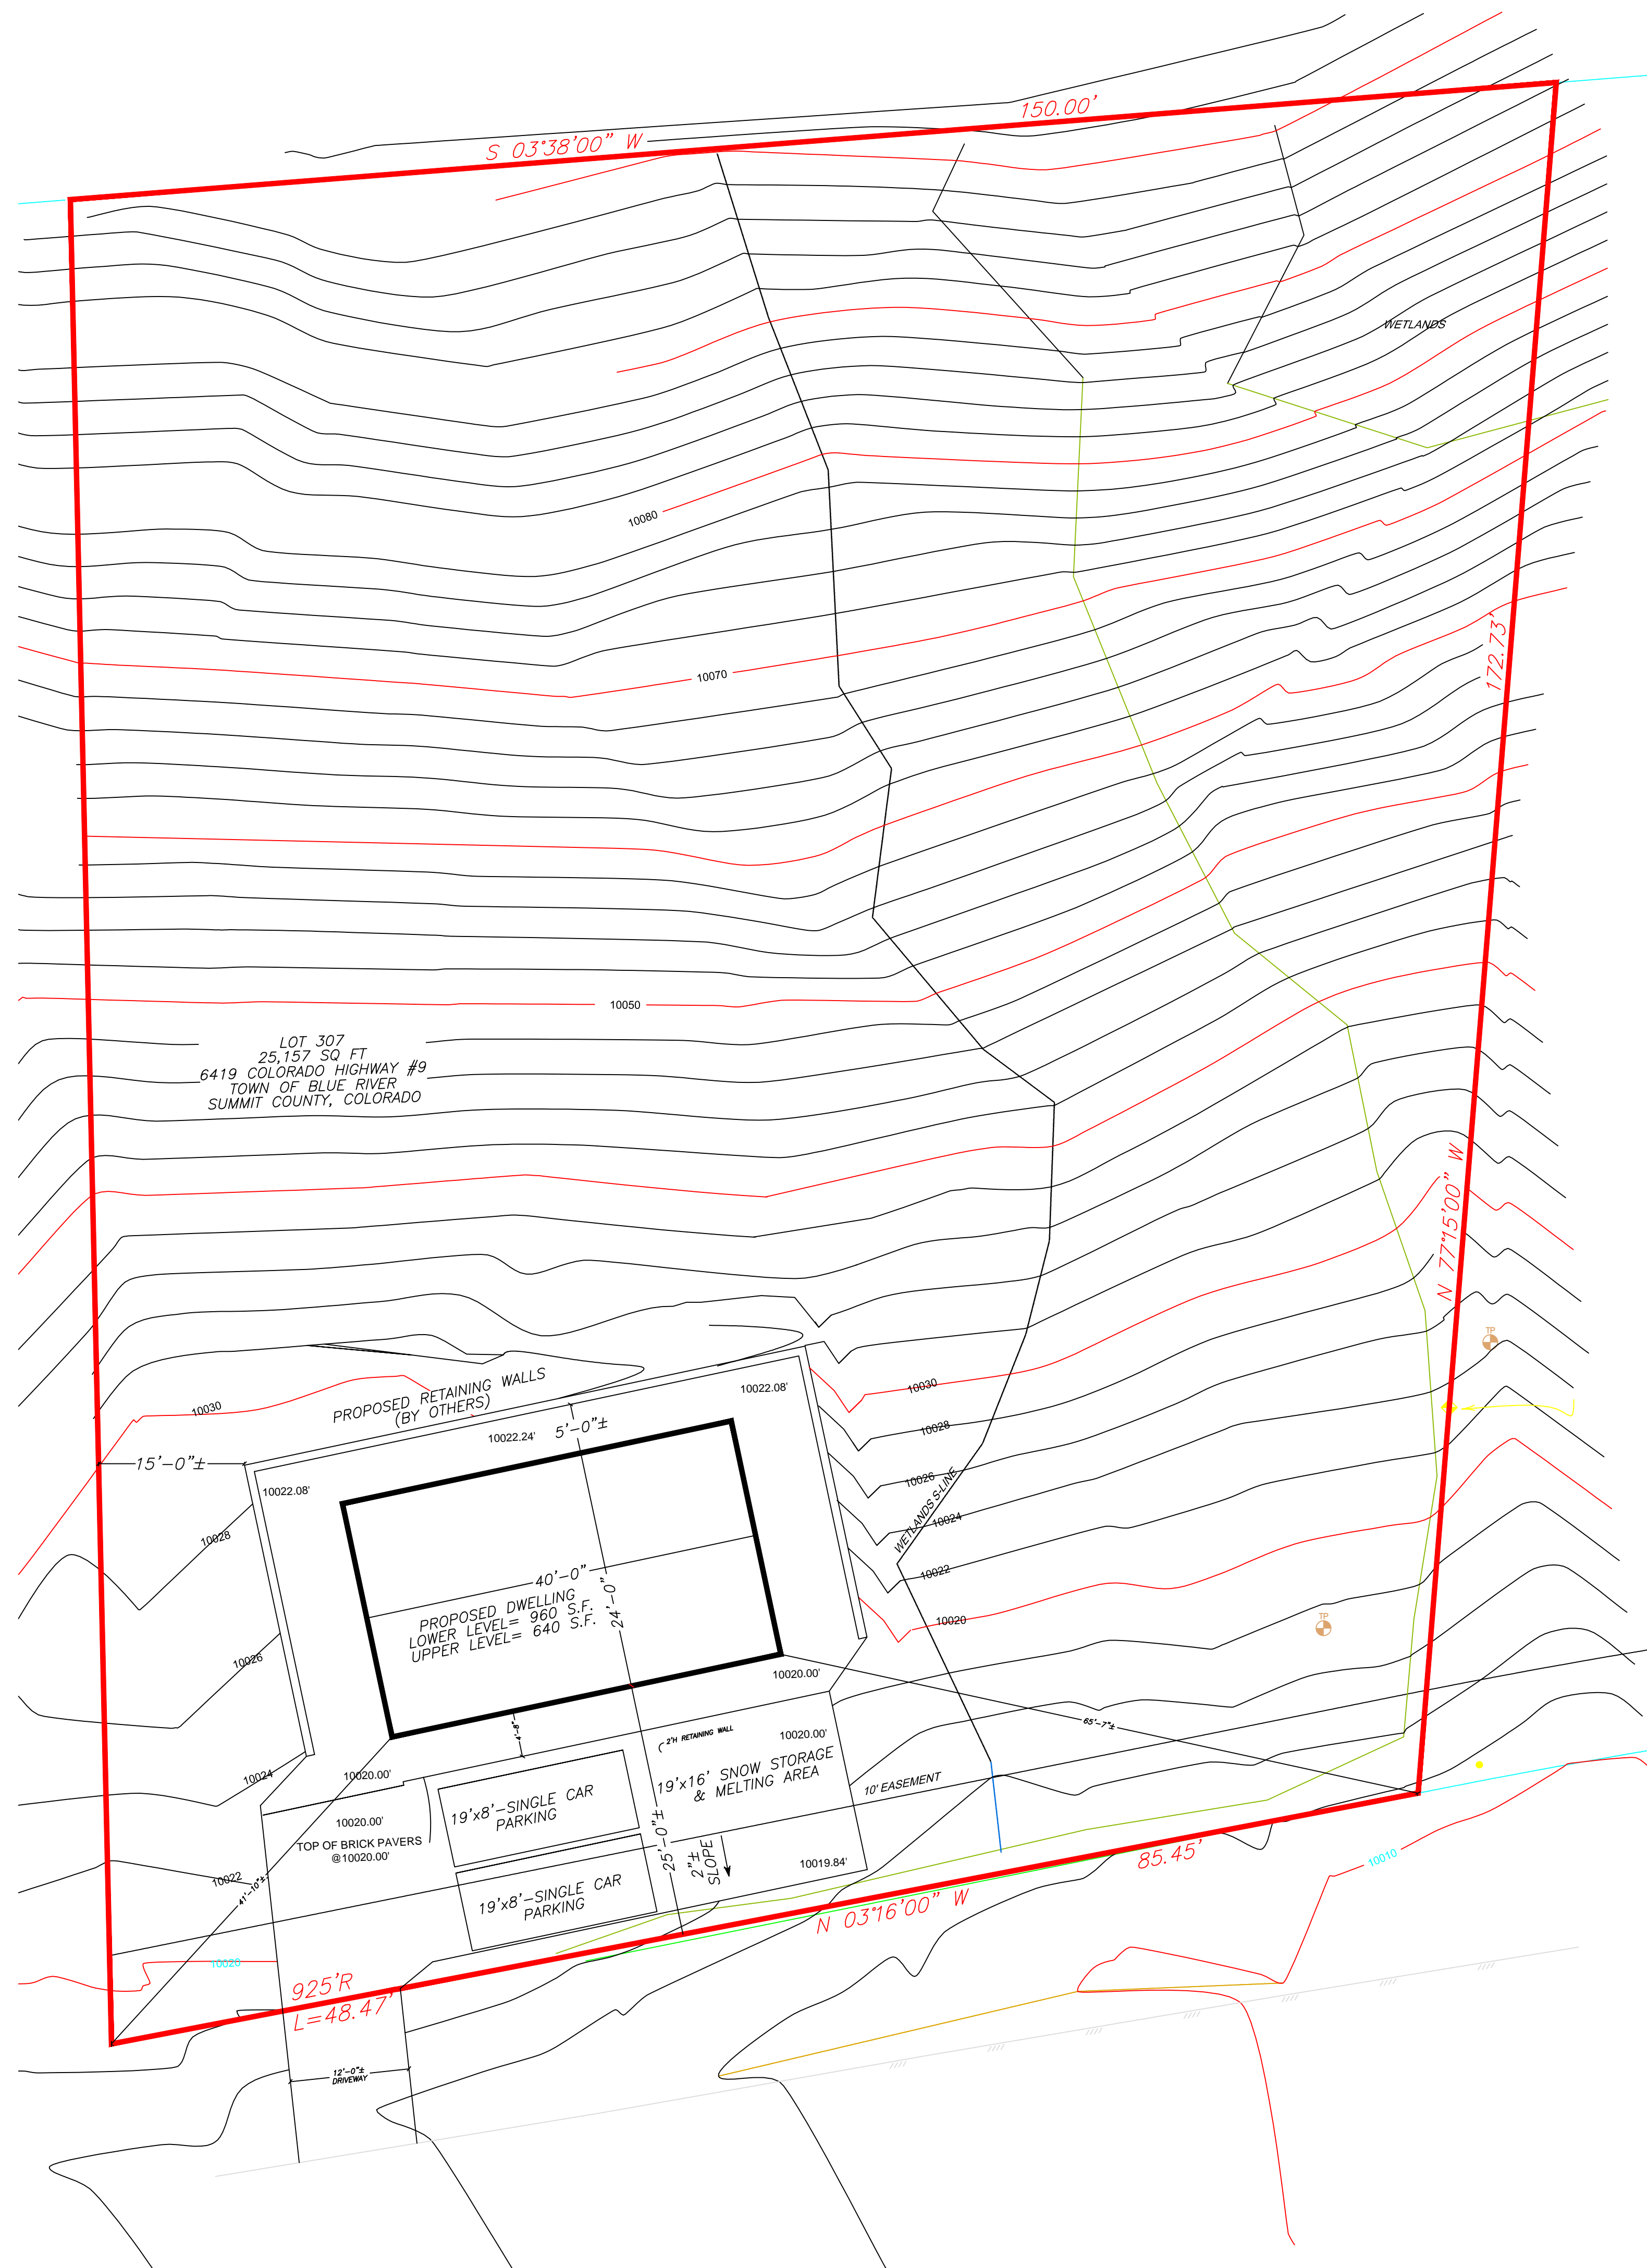 150.00'
S 03°38'00" W
WETLANDS
10080
172.73'
10070
10050
LOT 307
25,157 SQ FT
6419 COLORADO HIGHWAY #9
TOWN OF BLUE RIVER
SUMMIT COUNTY, COLORADO
N 77°15'00" W
TP
10030
PROPOSED RETAINING WALLS
(BY OTHERS)
10022.08'
10030
10022.24'
5'-0"±
10028
15'-0"±
10022.08'
10026
WETLANDS S-LINE
10024
10028
10022
40'-0"
24'-0"
PROPOSED DWELLING
LOWER LEVEL= 960 S.F.
UPPER LEVEL= 640 S.F.
10020
TP
10026
10020.00'
65'-7"±
4'-8"
2'H RETAINING WALL
10020.00'
10024
10020.00'
19'x16' SNOW STORAGE
& MELTING AREA
10' EASEMENT
19'x8'-SINGLE CAR
PARKING
10020.00'
TOP OF BRICK PAVERS
@10020.00'
25'-0"±
2"±
SLOPE
10019.84'
85.45'
10010
10022
41'-10"±
19'x8'-SINGLE CAR
PARKING
N 03°16'00" W
10020
925'R
L=48.47'
12'-0"±
DRIVEWAY